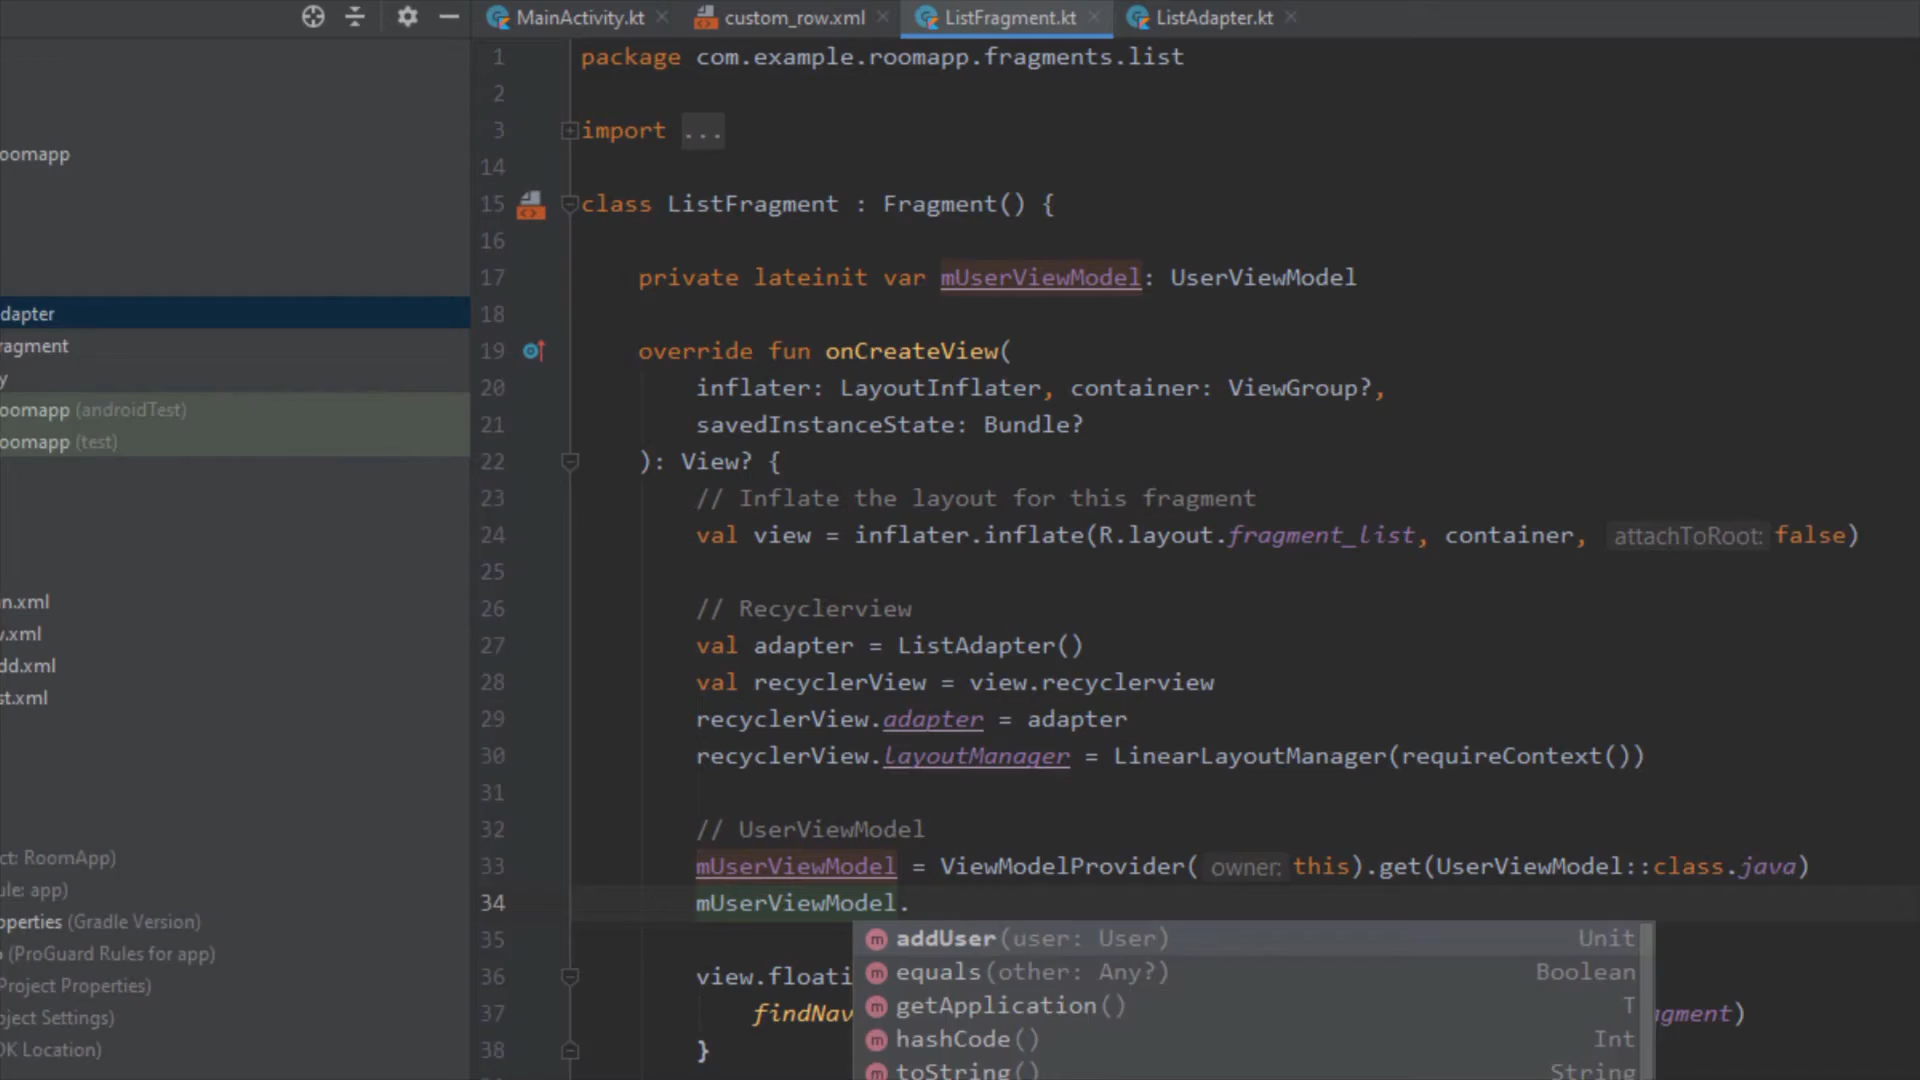 MainActivity.kt
custom_row.xml
ListFragment.kt
ListAdapter.kt
oomapp
dapter
ragment
y
oomapp (androidTest)
oomapp (test)
n.xml
v.xml
dd.xml
st.xml
ct: RoomApp)
ule: app)
operties (Gradle Version)
o (ProGuard Rules for app)
Project Properties)
oject Settings)
DK Location)
1 package com.example.roomapp.fragments.list
2
3 import ...
14
15 class ListFragment : Fragment() {
16
17 private lateinit var mUserViewModel: UserViewModel
18
19 override fun onCreateView(
20 inflater: LayoutInflater, container: ViewGroup?,
21 savedInstanceState: Bundle?
22 ): View? {
23 // Inflate the layout for this fragment
24 val view = inflater.inflate(R.layout.fragment_list, container, attachToRoot: false)
25
26 // Recyclerview
27 val adapter = ListAdapter()
28 val recyclerView = view.recyclerview
29 recyclerView.adapter = adapter
30 recyclerView.layoutManager = LinearLayoutManager(requireContext())
31
32 // UserViewModel
33 mUserViewModel = ViewModelProvider( owner: this).get(UserViewModel::class.java)
34 mUserViewModel.
35
36 view.floati
37 findNav gment)
38 }
addUser(user: User) Unit
equals(other: Any?) Boolean
getApplication() T
hashCode() Int
toString() String